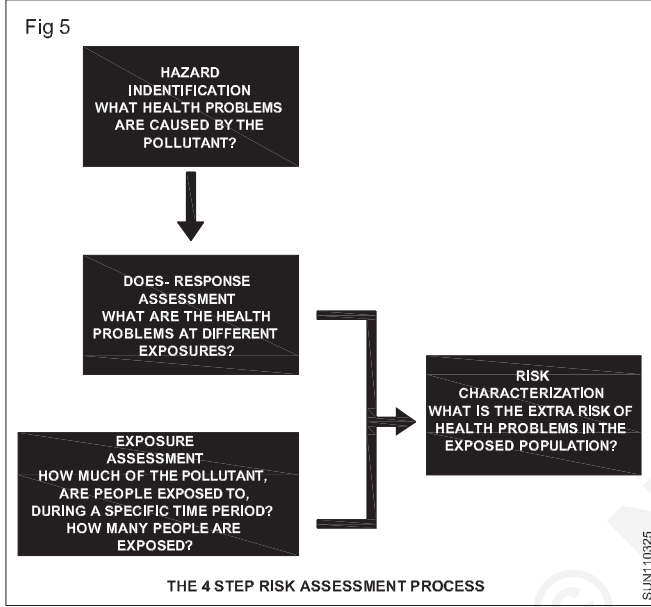 Fig 5
HAZARD
INDENTIFICATION
WHAT HEALTH PROBLEMS
ARE CAUSED BY THE
POLLUTANT?
DOES- RESPONSE
ASSESSMENT
WHAT ARE THE HEALTH
PROBLEMS AT DIFFERENT
EXPOSURES?
EXPOSURE
ASSESSMENT
HOW MUCH OF THE POLLUTANT,
ARE PEOPLE EXPOSED TO,
DURING A SPECIFIC TIME PERIOD?
HOW MANY PEOPLE ARE
EXPOSED?
RISK
CHARACTERIZATION
WHAT IS THE EXTRA RISK OF
HEALTH PROBLEMS IN THE
EXPOSED POPULATION?
THE 4 STEP RISK ASSESSMENT PROCESS
SUN110325